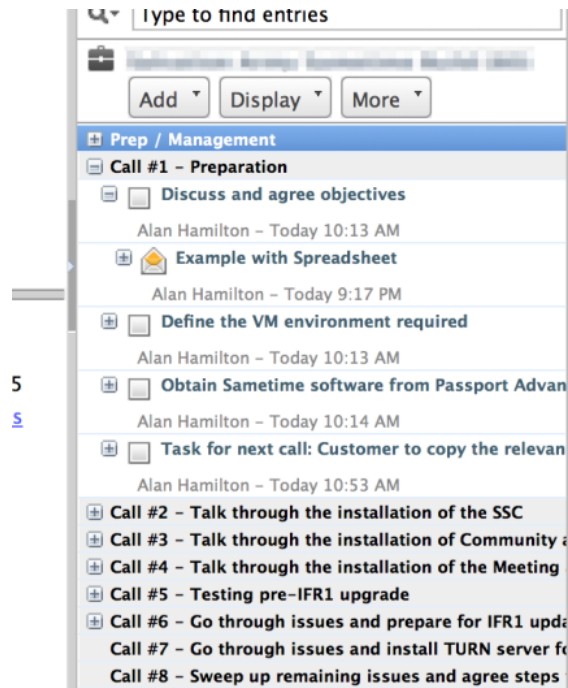 Type to find entries
Add Display More
Prep / Management
Call #1 – Preparation
Discuss and agree objectives
Alan Hamilton – Today 10:13 AM
Example with Spreadsheet
Alan Hamilton – Today 9:17 PM
Define the VM environment required
Alan Hamilton – Today 10:13 AM
5
Obtain Sametime software from Passport Advan
s
Alan Hamilton – Today 10:14 AM
Task for next call: Customer to copy the relevan
Alan Hamilton – Today 10:53 AM
Call #2 – Talk through the installation of the SSC
Call #3 – Talk through the installation of Community a
Call #4 – Talk through the installation of the Meeting
Call #5 – Testing pre-IFR1 upgrade
Call #6 – Go through issues and prepare for IFR1 upda
Call #7 – Go through issues and install TURN server fo
Call #8 – Sweep up remaining issues and agree steps